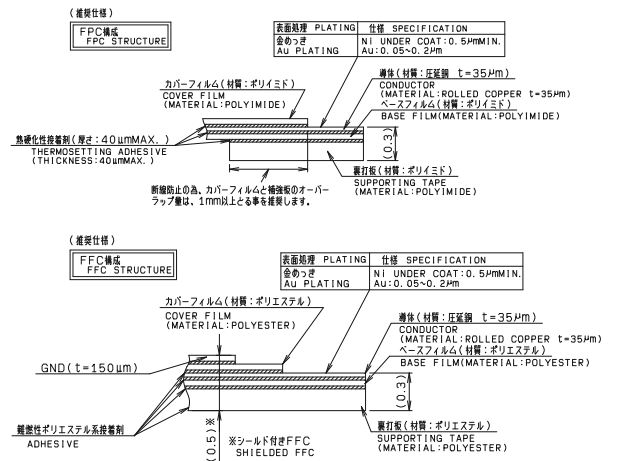 (推奨仕様)
FPC構成
FPC STRUCTURE
表面処理 PLATING 仕様 SPECIFICATION
金めっき
Au PLATING
Ni UNDER COAT:0.5μmMIN.
Au:0.05~0.2μm
カバーフィルム(材質:ポリイミド)
COVER FILM
(MATERIAL:POLYIMIDE)
導体(材質:圧延銅 t=35μm)
CONDUCTOR
(MATERIAL:ROLLED COPPER t=35μm)
ベースフィルム(材質:ポリイミド)
BASE FILM(MATERIAL:POLYIMIDE)
熱硬化性接着剤(厚さ:40μmMAX.)
THERMOSETTING ADHESIVE
(THICKNESS:40μmMAX.)
(0.3)
裏打板(材質:ポリイミド)
SUPPORTING TAPE
(MATERIAL:POLYIMIDE)
断線防止の為、カバーフィルムと補強板のオーバー
ラップ量は、1mm以上とる事を推奨します。
(推奨仕様)
FFC構成
FFC STRUCTURE
表面処理 PLATING 仕様 SPECIFICATION
金めっき
Au PLATING
Ni UNDER COAT:0.5μmMIN.
Au:0.05~0.2μm
カバーフィルム(材質:ポリエステル)
COVER FILM
(MATERIAL:POLYESTER)
導体(材質:圧延銅 t=35μm)
CONDUCTOR
(MATERIAL:ROLLED COPPER t=35μm)
ベースフィルム(材質:ポリエステル)
BASE FILM(MATERIAL:POLYESTER)
GND(t=150μm)
(0.3)
難燃性ポリエステル系接着剤
ADHESIVE
(0.5)※
※シールド付きFFC
SHIELDED FFC
裏打板(材質:ポリエステル)
SUPPORTING TAPE
(MATERIAL:POLYESTER)